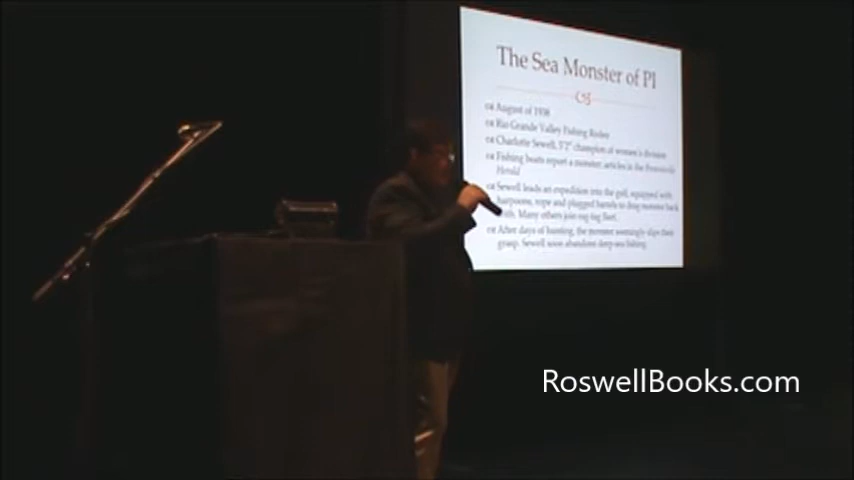 The Sea Monster of PI
August of 1938
Rio Grande Valley Fishing Rodeo
Charlotte Sewell, 5'2" champion of women's division
Fishing boats report a monster; articles in the
Herald
Sewell leads an expedition into the gulf, equipped with
harpoons, rope and plugged barrels to drag monster back
with. Many others join rag-tag fleet.
After days of hunting, the monster seemingly slips their
grasp. Sewell soon abandons deep-sea fishing.
RoswellBooks.com